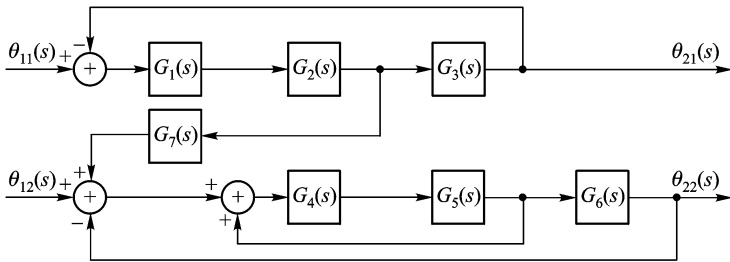 −
θ₁₁(s) + + G₁(s) G₂(s) G₃(s) θ₂₁(s)
G₇(s)
+
θ₁₂(s) + + + + G₄(s) G₅(s) G₆(s) θ₂₂(s)
− +